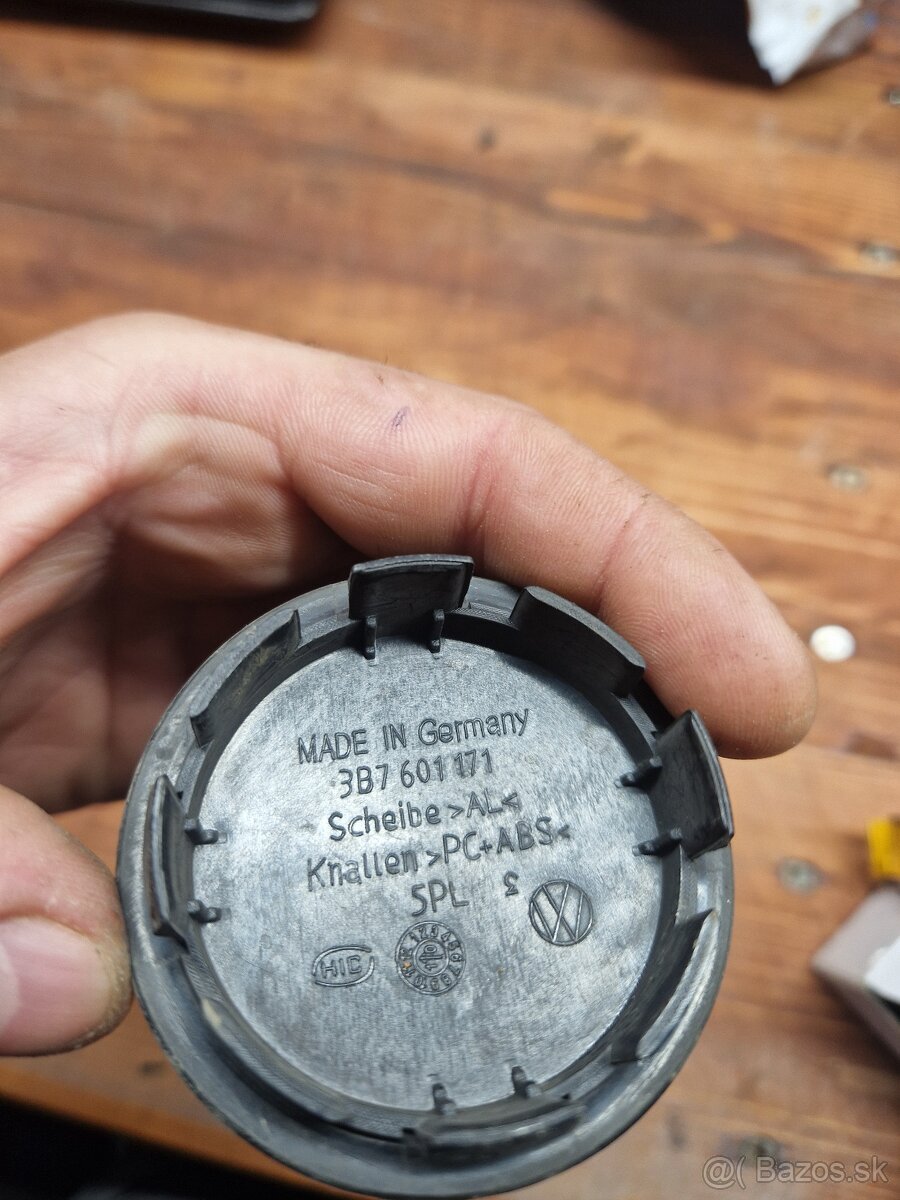 MADE IN Germany
3B7 601 171
Scheibe >AL<
Knallen >PC+ABS<
5PL
HIC
@( Bazos.sk